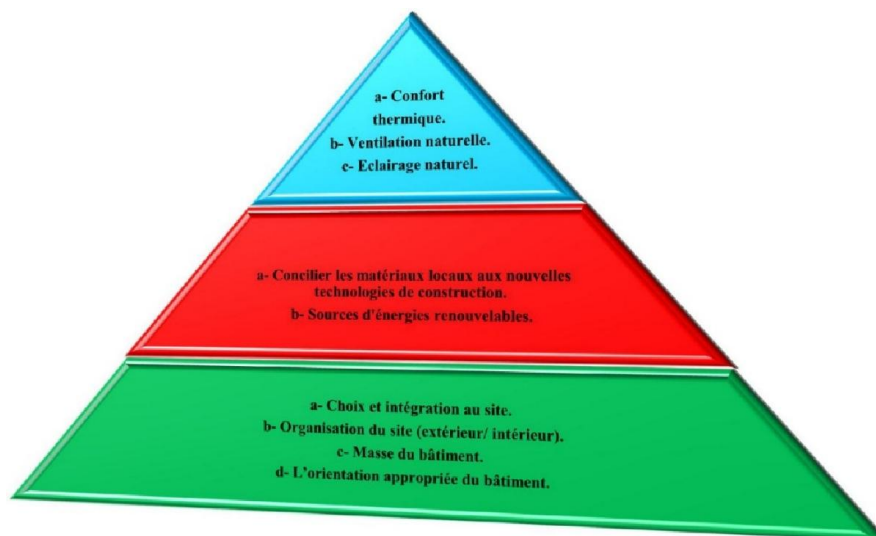 a- Confort
thermique.
b- Ventilation naturelle.
c- Eclairage naturel.
a- Concilier les matériaux locaux aux nouvelles
technologies de construction.
b- Sources d'énergies renouvelables.
a- Choix et intégration au site.
b- Organisation du site (extérieur/ intérieur).
c- Masse du bâtiment.
d- L'orientation appropriée du bâtiment.